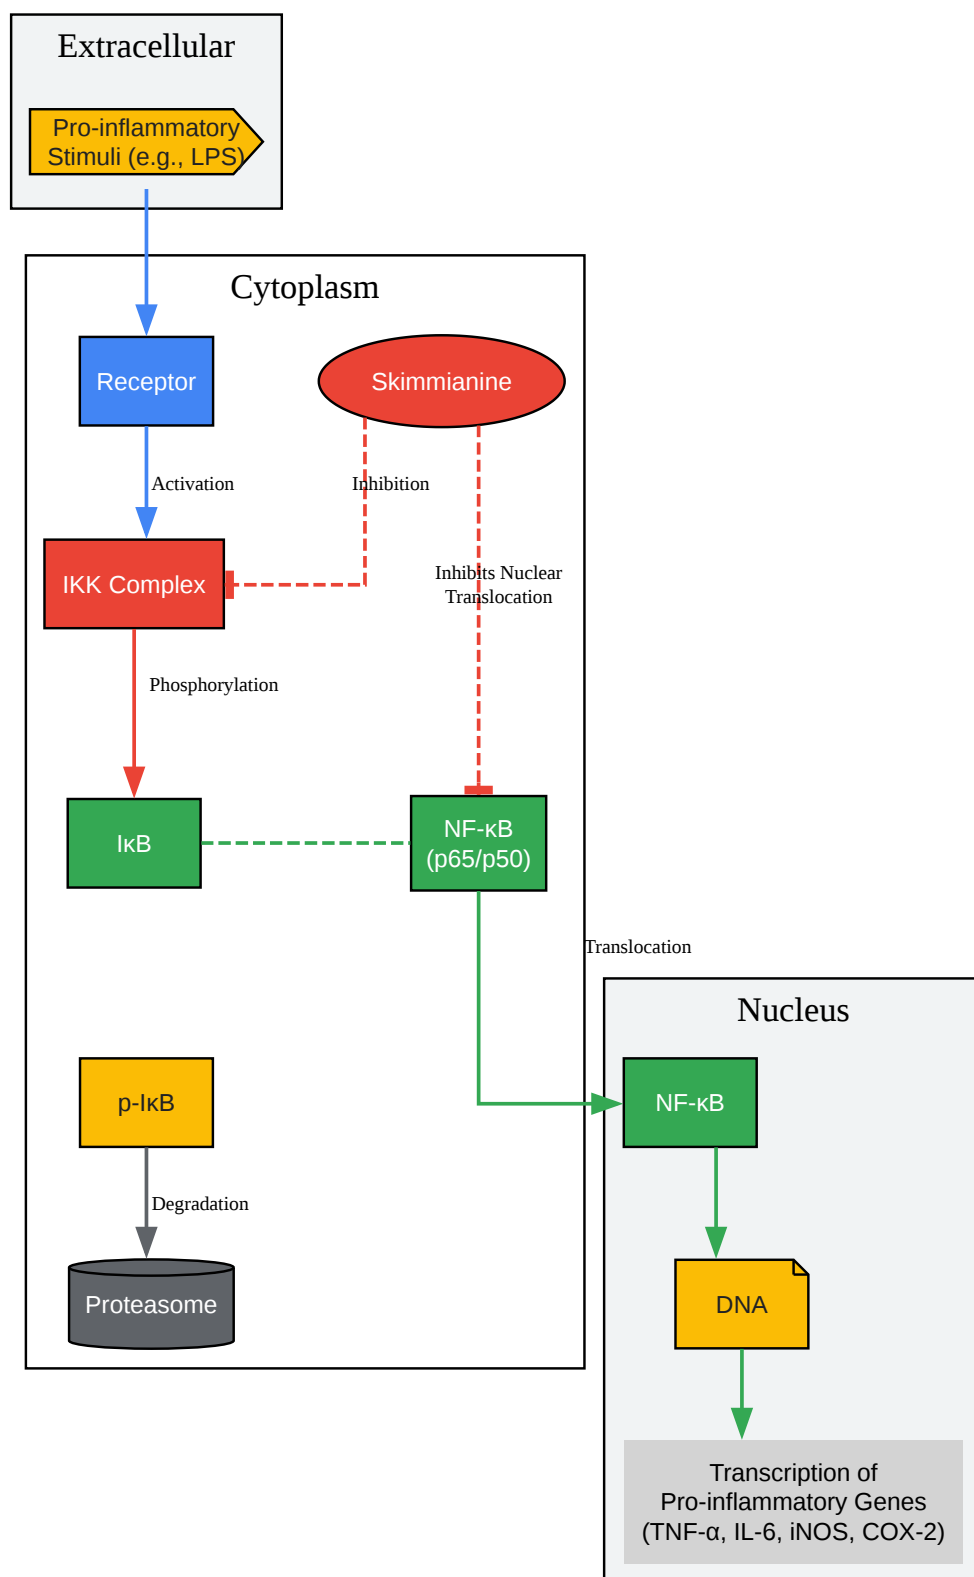 Extracellular
Pro-inflammatory
Stimuli (e.g., LPS)
Cytoplasm
Receptor
Skimmianine
Activation
Inhibition
Inhibits Nuclear
Translocation
IKK Complex
Phosphorylation
IκB
NF-κB
(p65/p50)
Translocation
Nucleus
p-IκB
NF-κB
Degradation
Proteasome
DNA
Transcription of
Pro-inflammatory Genes
(TNF-α, IL-6, iNOS, COX-2)